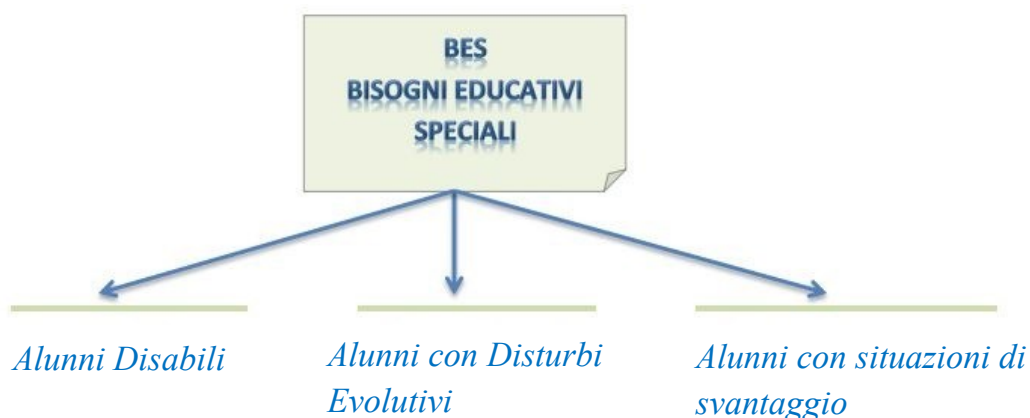 BES
BISOGNI EDUCATIVI
SPECIALI
Alunni Disabili
Alunni con Disturbi
Evolutivi
Alunni con situazioni di
svantaggio